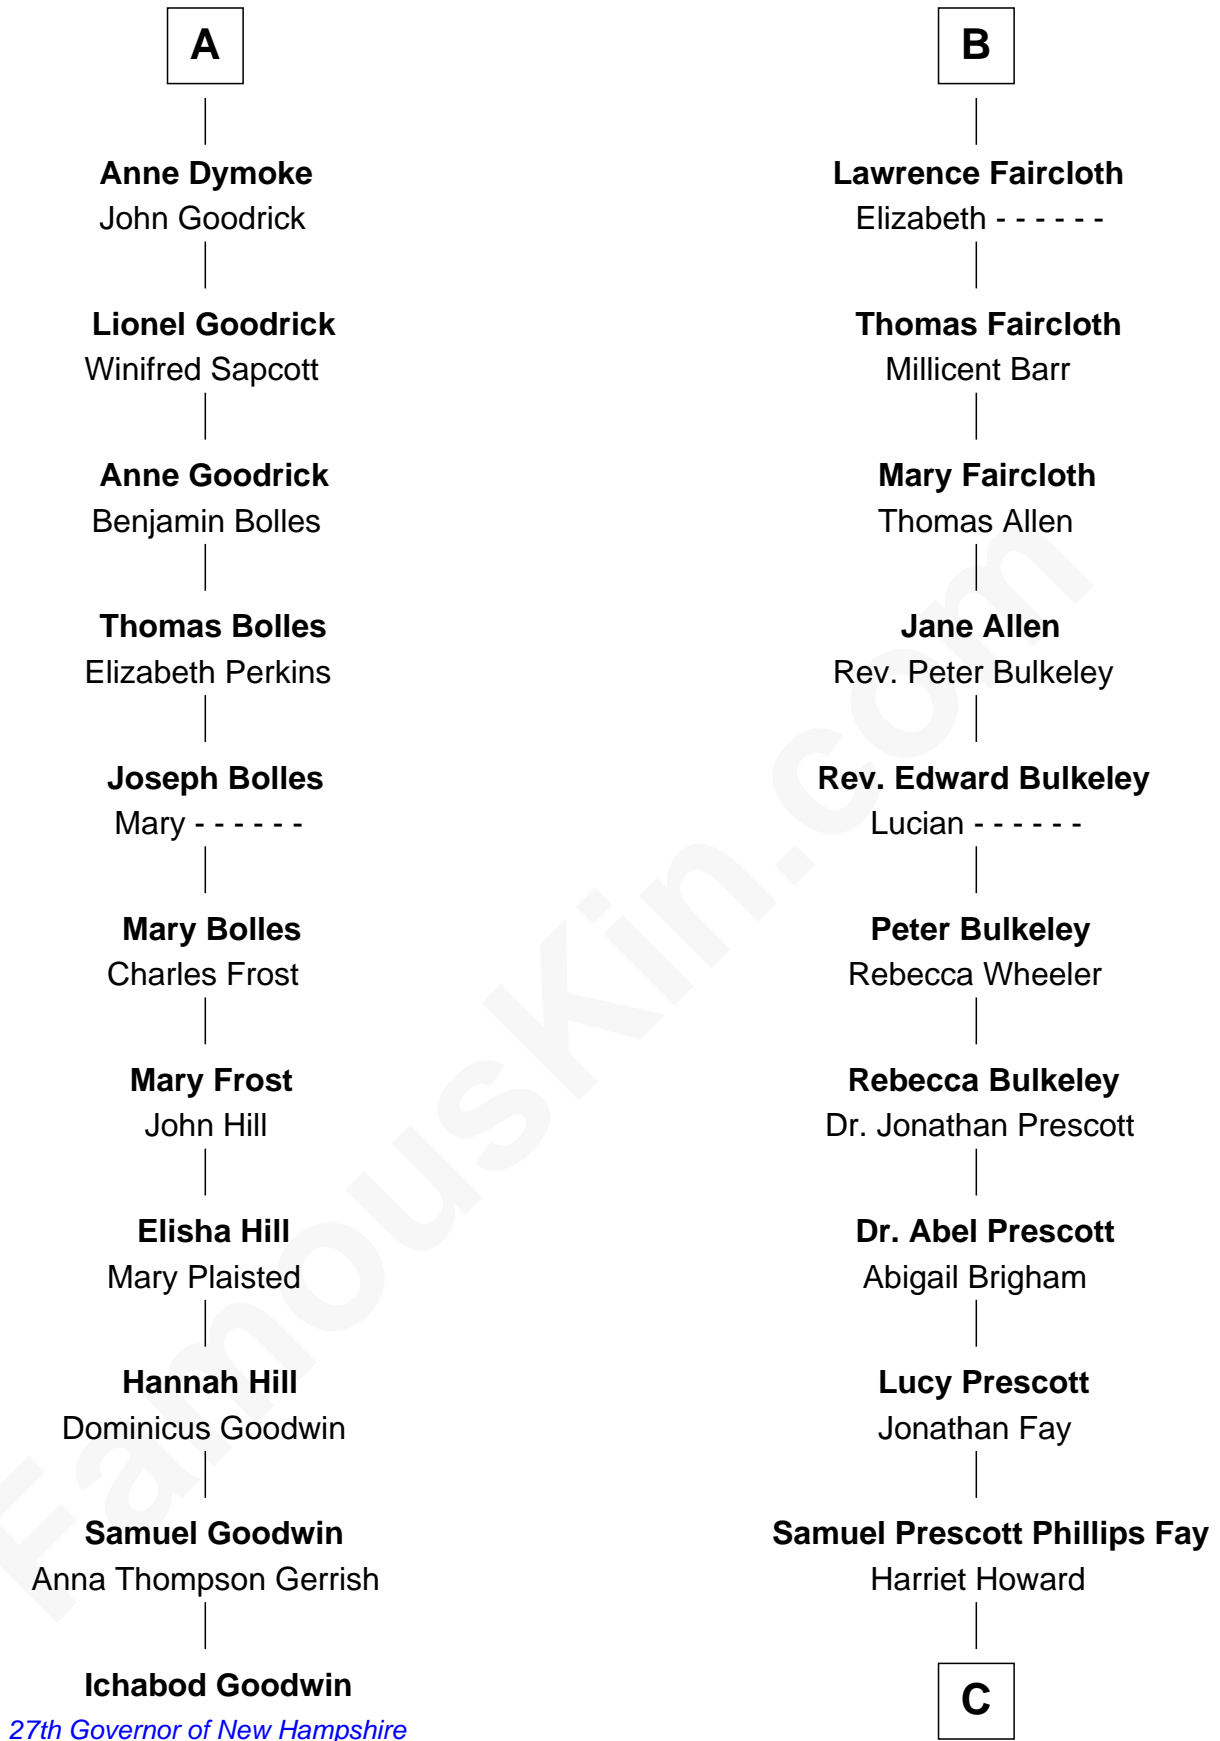 A
Anne Dymoke
John Goodrick
Lionel Goodrick
Winifred Sapcott
Anne Goodrick
Benjamin Bolles
Thomas Bolles
Elizabeth Perkins
Joseph Bolles
Mary - - - - - -
Mary Bolles
Charles Frost
Mary Frost
John Hill
Elisha Hill
Mary Plaisted
Hannah Hill
Dominicus Goodwin
Samuel Goodwin
Anna Thompson Gerrish
Ichabod Goodwin
27th Governor of New Hampshire
B
Lawrence Faircloth
Elizabeth - - - - - -
Thomas Faircloth
Millicent Barr
Mary Faircloth
Thomas Allen
Jane Allen
Rev. Peter Bulkeley
Rev. Edward Bulkeley
Lucian - - - - - -
Peter Bulkeley
Rebecca Wheeler
Rebecca Bulkeley
Dr. Jonathan Prescott
Dr. Abel Prescott
Abigail Brigham
Lucy Prescott
Jonathan Fay
Samuel Prescott Phillips Fay
Harriet Howard
C
FamousKin.com